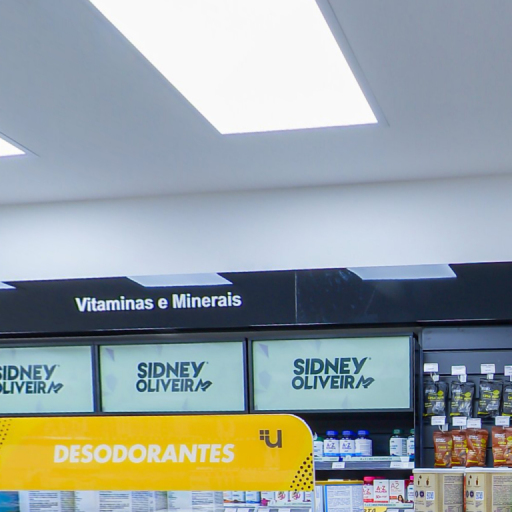 Vitaminas e Minerais
SIDNEY
OLIVEIRA
SIDNEY
OLIVEIRA
SIDNEY
OLIVEIRA
DESODORANTES
u